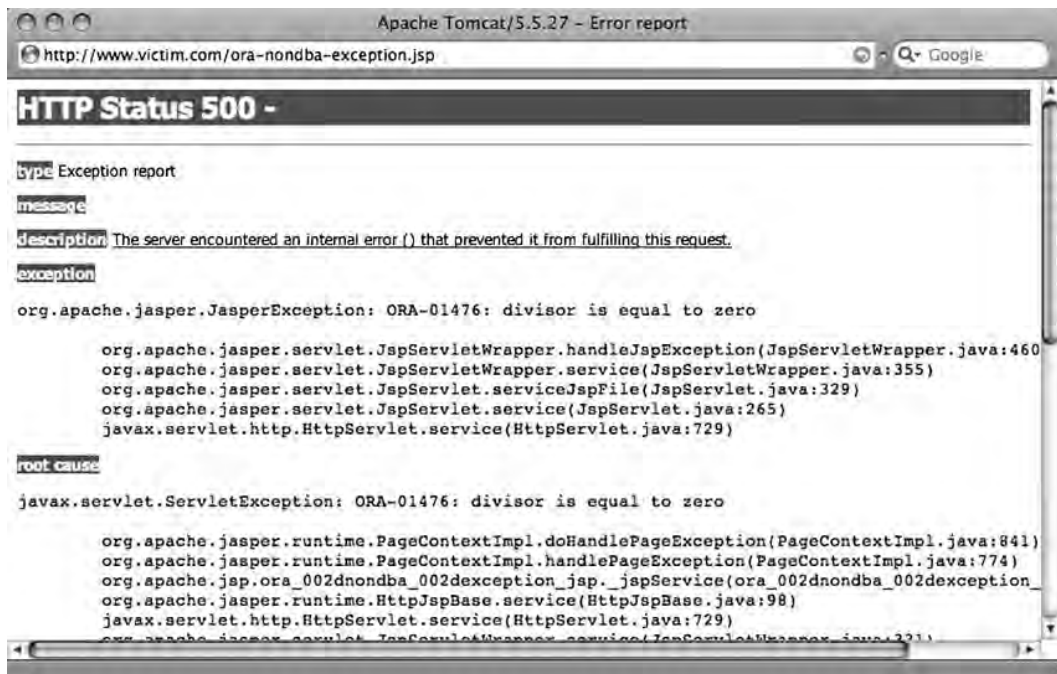 Apache Tomcat/5.5.27 – Error report
http://www.victim.com/ora-nondba-exception.jsp
Google
HTTP Status 500 -
type Exception report
message
description The server encountered an internal error () that prevented it from fulfilling this request.
exception
org.apache.jasper.JasperException: ORA-01476: divisor is equal to zero
org.apache.jasper.servlet.JspServletWrapper.handleJspException(JspServletWrapper.java:460
org.apache.jasper.servlet.JspServletWrapper.service(JspServletWrapper.java:355)
org.apache.jasper.servlet.JspServlet.serviceJspFile(JspServlet.java:329)
org.apache.jasper.servlet.JspServlet.service(JspServlet.java:265)
javax.servlet.http.HttpServlet.service(HttpServlet.java:729)
root cause
javax.servlet.ServletException: ORA-01476: divisor is equal to zero
org.apache.jasper.runtime.PageContextImpl.doHandlePageException(PageContextImpl.java:841)
org.apache.jasper.runtime.PageContextImpl.handlePageException(PageContextImpl.java:774)
org.apache.jsp.ora_002dnondba_002dexception_jsp._jspService(ora_002dnondba_002dexception_
org.apache.jasper.runtime.HttpJspBase.service(HttpJspBase.java:98)
javax.servlet.http.HttpServlet.service(HttpServlet.java:729)